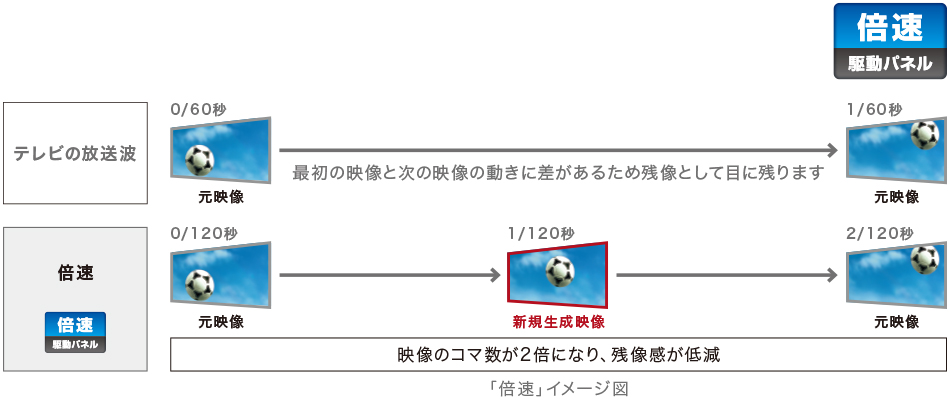 倍速
駆動パネル
0/60秒
1/60秒
テレビの放送波
最初の映像と次の映像の動きに差があるため残像として目に残ります
元映像
元映像
0/120秒
1/120秒
2/120秒
倍速
倍速
駆動パネル
元映像
新規生成映像
元映像
映像のコマ数が2倍になり、残像感が低減
「倍速」イメージ図